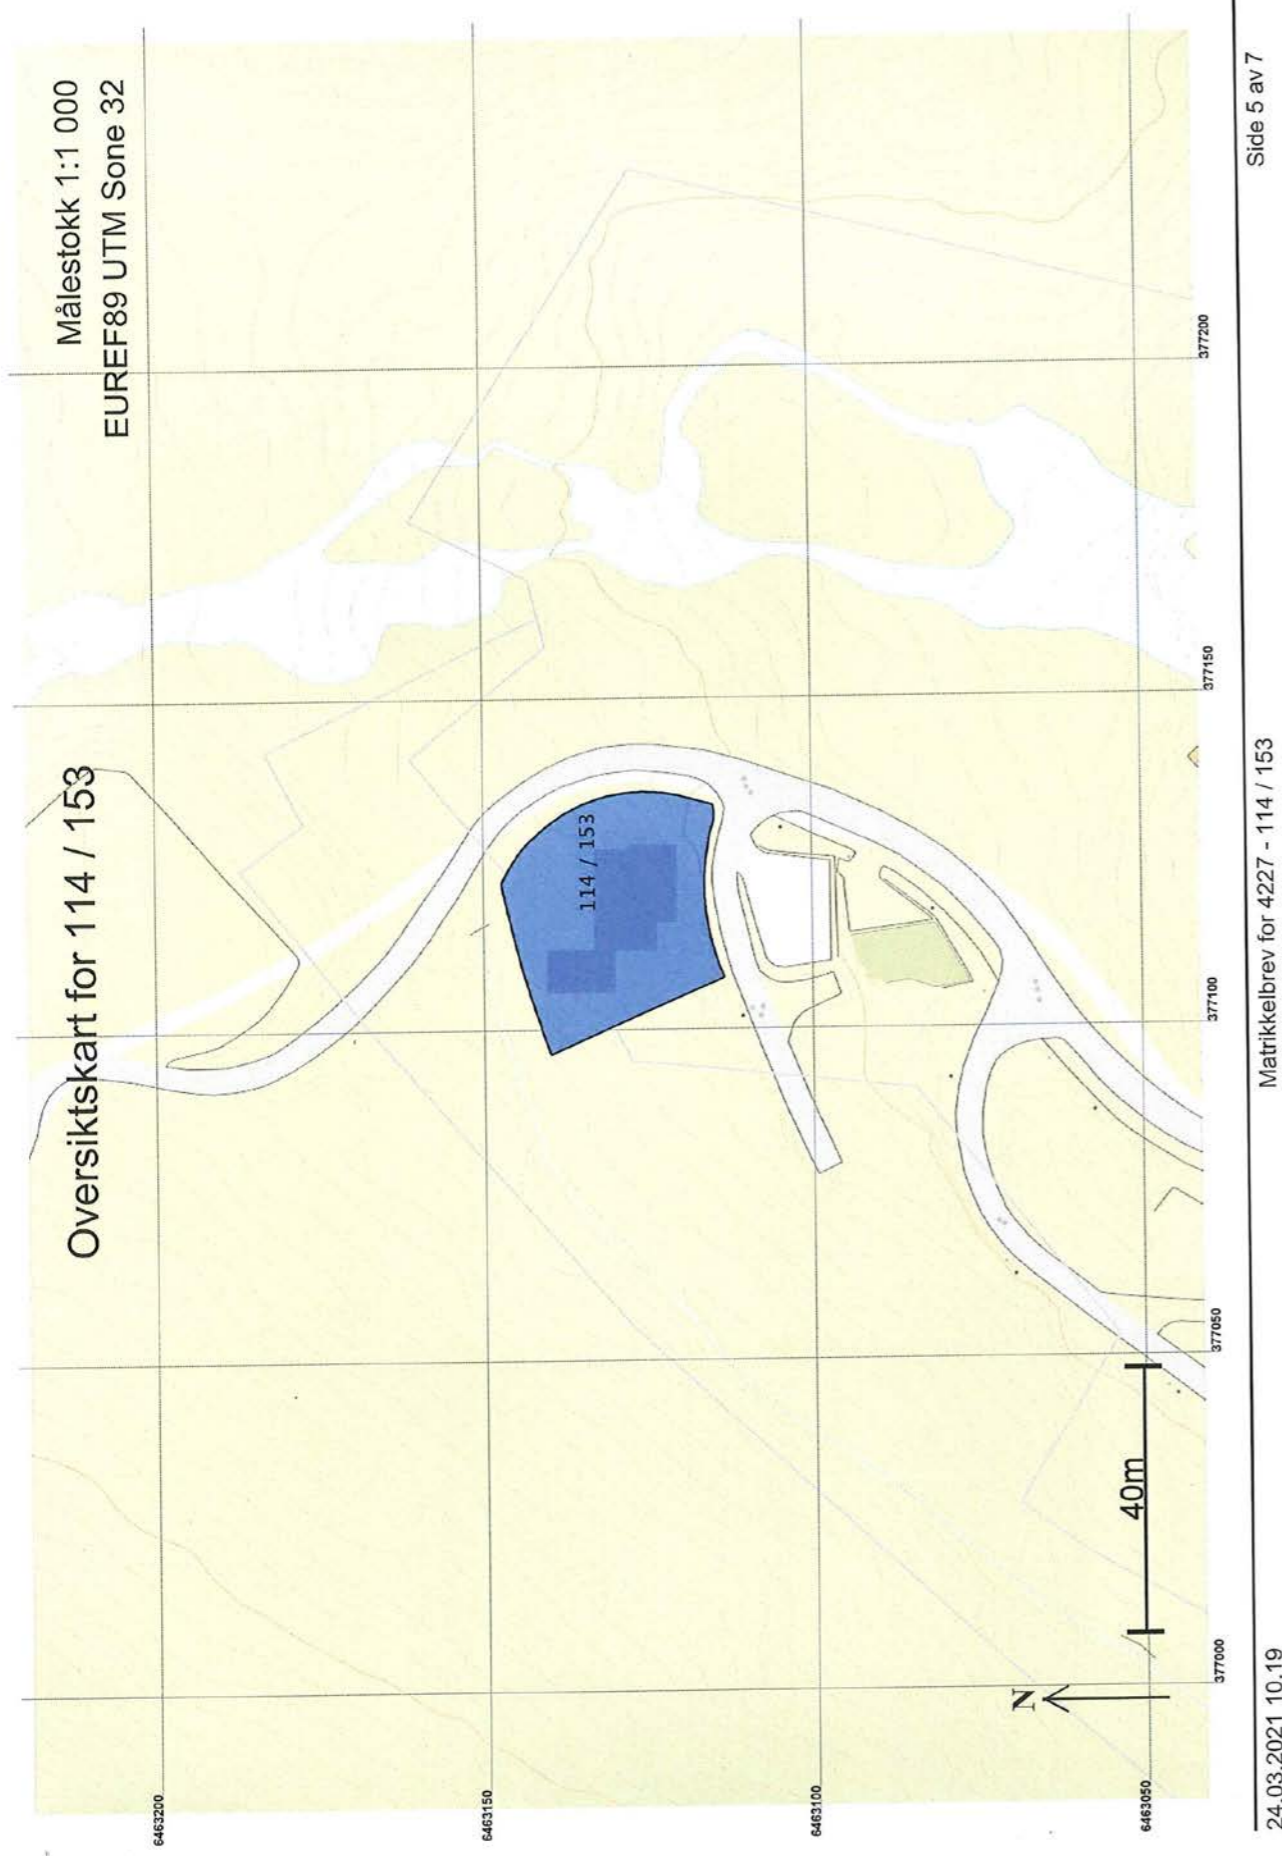 Oversiktskart for 114 / 153
Målestokk 1:1 000
EUREF89 UTM Sone 32
6463200
6463150
6463100
6463050
114 / 153
N
40m
377000
377050
377100
377150
377200
24.03.2021 10.19
Matrikkelbrev for 4227 - 114 / 153
Side 5 av 7